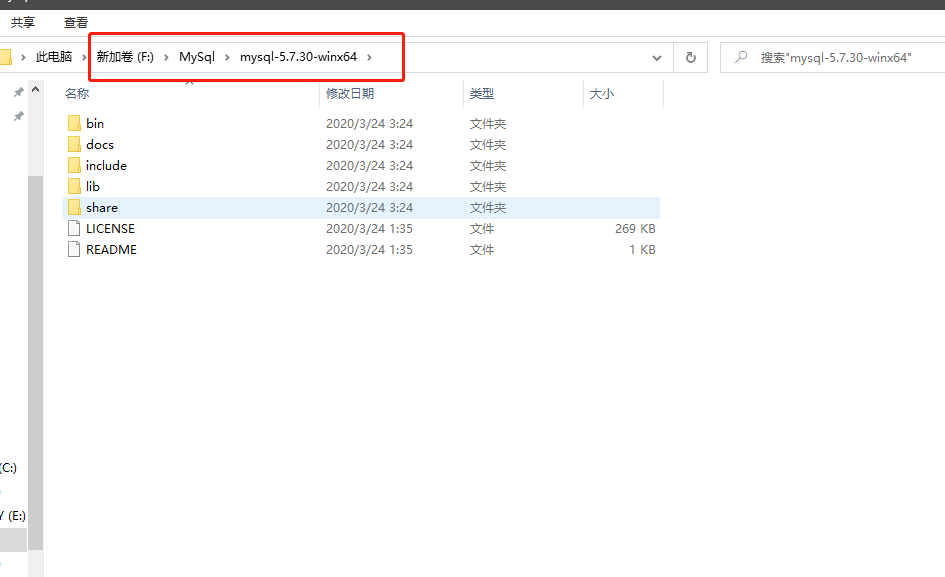 共享 查看
此电脑 新加卷 (F:) MySql mysql-5.7.30-winx64 搜索"mysql-5.7.30-winx64"
名称 修改日期 类型 大小
bin 2020/3/24 3:24 文件夹
docs 2020/3/24 3:24 文件夹
include 2020/3/24 3:24 文件夹
lib 2020/3/24 3:24 文件夹
share 2020/3/24 3:24 文件夹
LICENSE 2020/3/24 1:35 文件 269 KB
README 2020/3/24 1:35 文件 1 KB
(C:)
Y (E:)